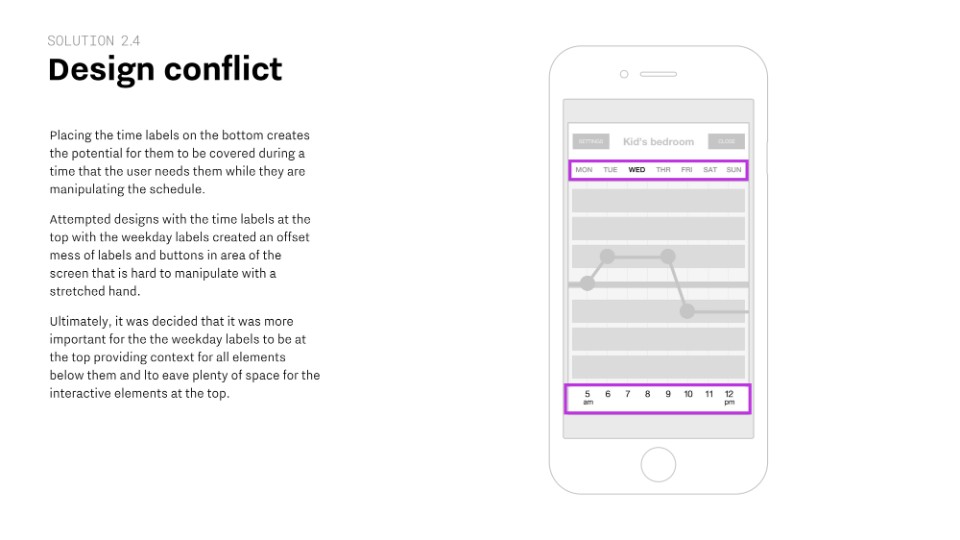 SOLUTION 2.4
Design conflict
Placing the time labels on the bottom creates
the potential for them to be covered during a
time that the user needs them while they are
manipulating the schedule.
Attempted designs with the time labels at the
top with the weekday labels created an offset
mess of labels and buttons in area of the
screen that is hard to manipulate with a
stretched hand.
Ultimately, it was decided that it was more
important for the the weekday labels to be at
the top providing context for all elements
below them and lto eave plenty of space for the
interactive elements at the top.
SETTINGS Kid's bedroom CLOSE
MON TUE WED THR FRI SAT SUN
5 6 7 8 9 10 11 12
am pm